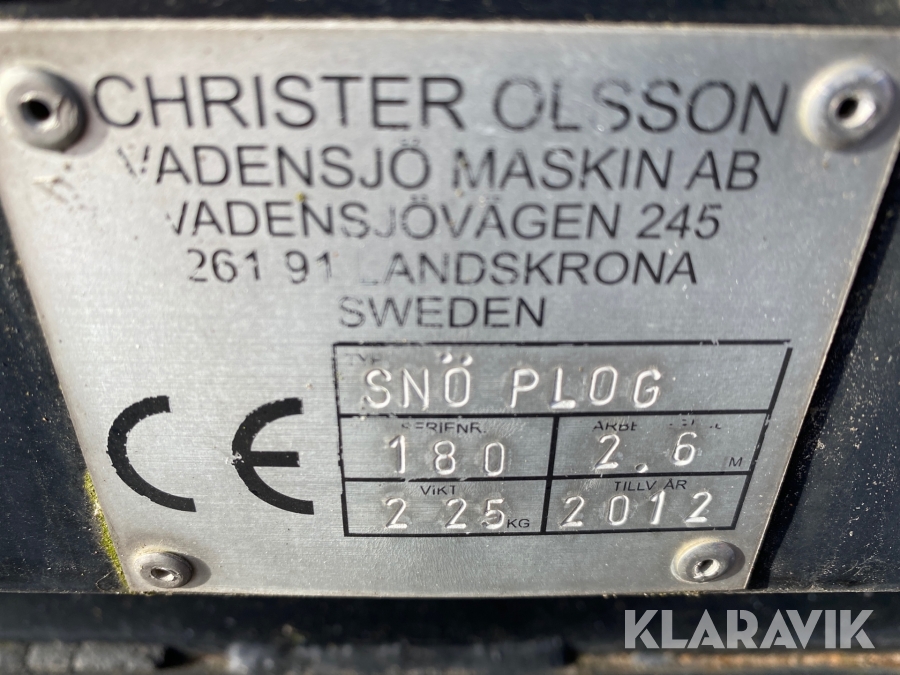 CHRISTER OLSSON
VADENSJÖ MASKIN AB
VADENSJÖVÄGEN 245
261 91 LANDSKRONA
SWEDEN
CE
SNÖ PLOG
SERIENR.
180 2.6 M
VIKT TILLV ÅR
2 25 KG 2012
KLARAVIK